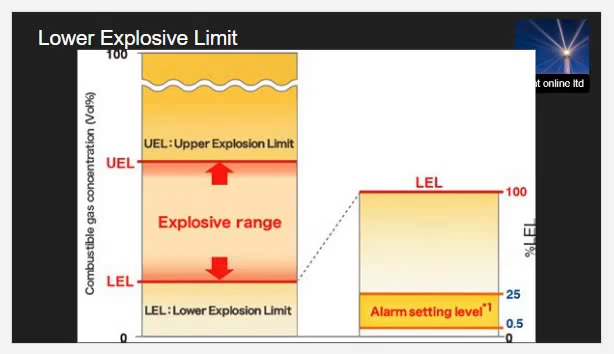 Lower Explosive Limit
nt online ltd
100
Combustible gas concentration (Vol%)
UEL : Upper Explosion Limit
UEL
Explosive range
LEL
LEL : Lower Explosion Limit
0
LEL
100
%LEL
25
Alarm setting level*1
0.5
0